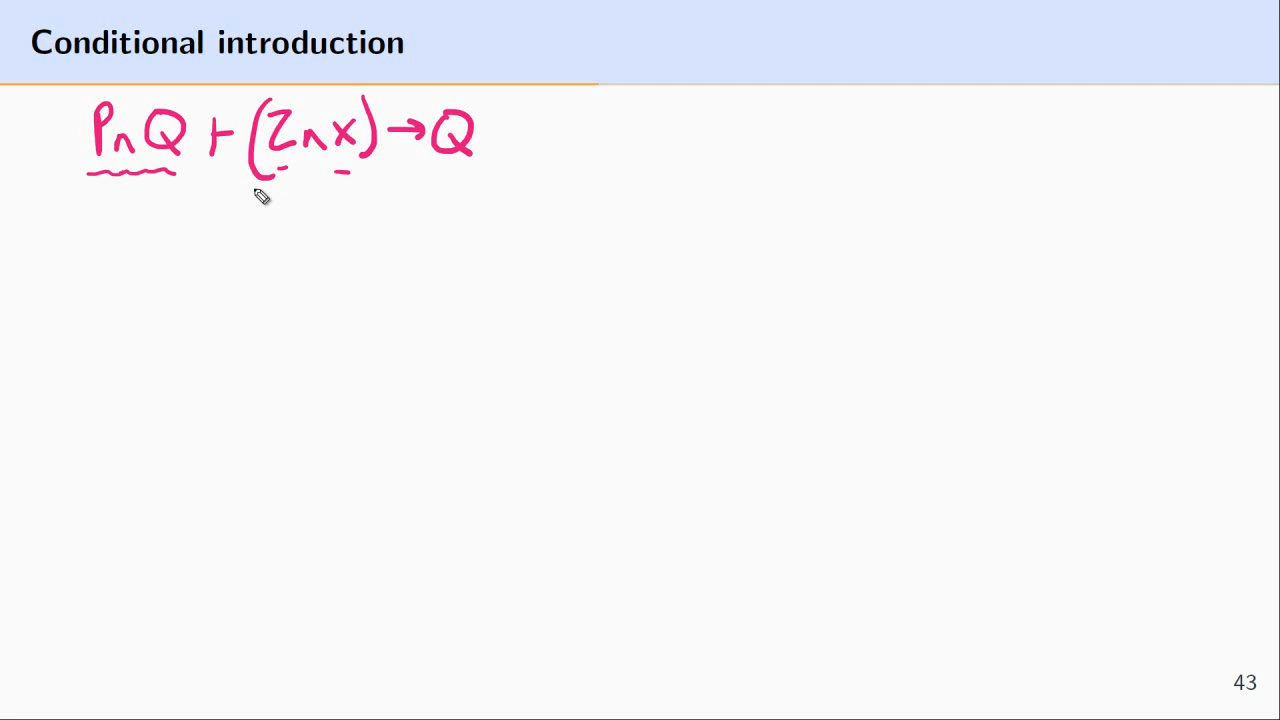 Conditional introduction
P∧Q ⊢ (Z∧X) → Q
43